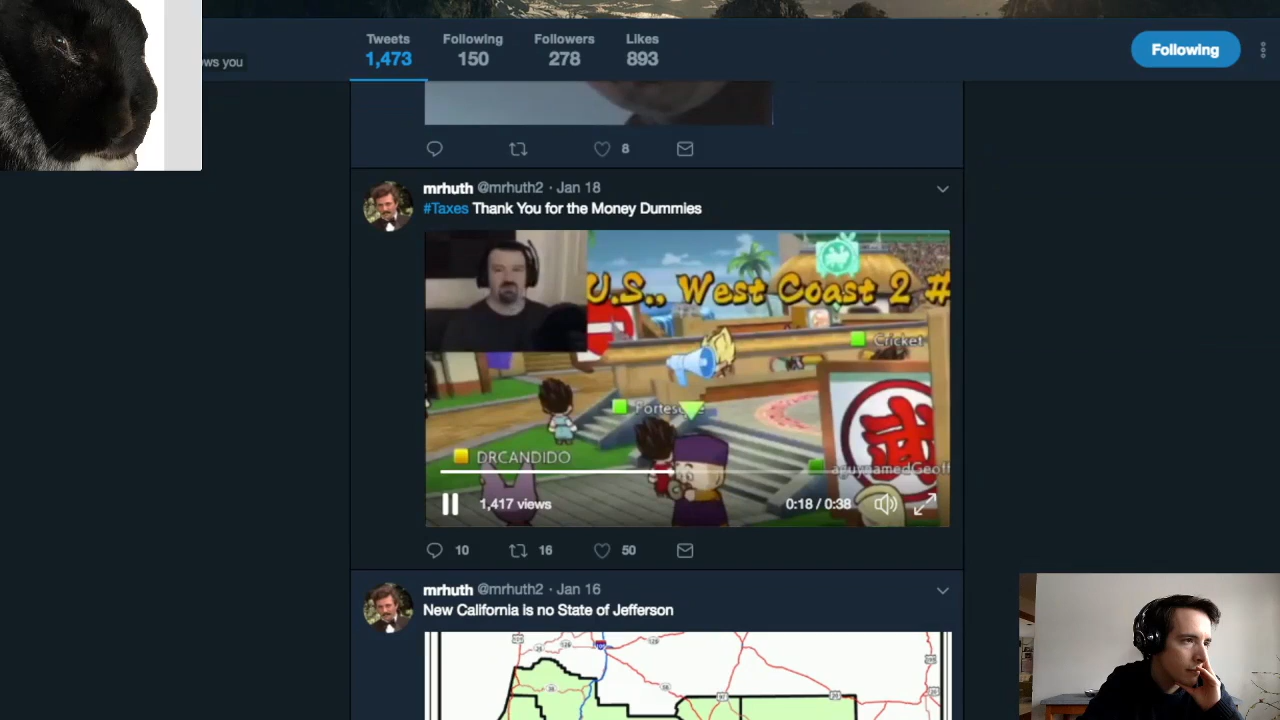 Tweets
1,473
Following
150
Followers
278
Likes
893
Following
ws you
8
mrhuth @mrhuth2 · Jan 18
#Taxes Thank You for the Money Dummies
U.S., West Coast 2 #
Cricket
DRCANDIDO
aguynamedGeoff
武
1,417 views
0:18 / 0:38
10
16
50
mrhuth @mrhuth2 · Jan 16
New California is no State of Jefferson